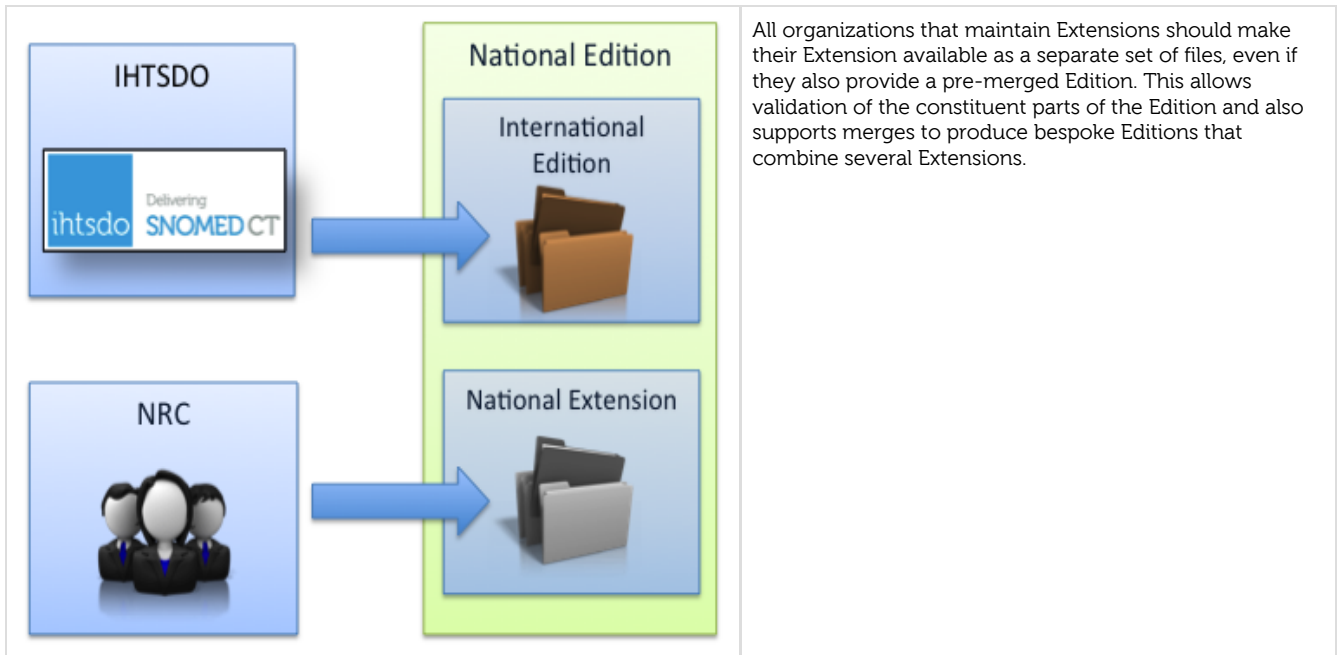 IHTSDO
ihtsdo
Delivering
SNOMED CT
NRC
National Edition
International
Edition
National Extension
All organizations that maintain Extensions should make
their Extension available as a separate set of files, even if
they also provide a pre-merged Edition. This allows
validation of the constituent parts of the Edition and also
supports merges to produce bespoke Editions that
combine several Extensions.